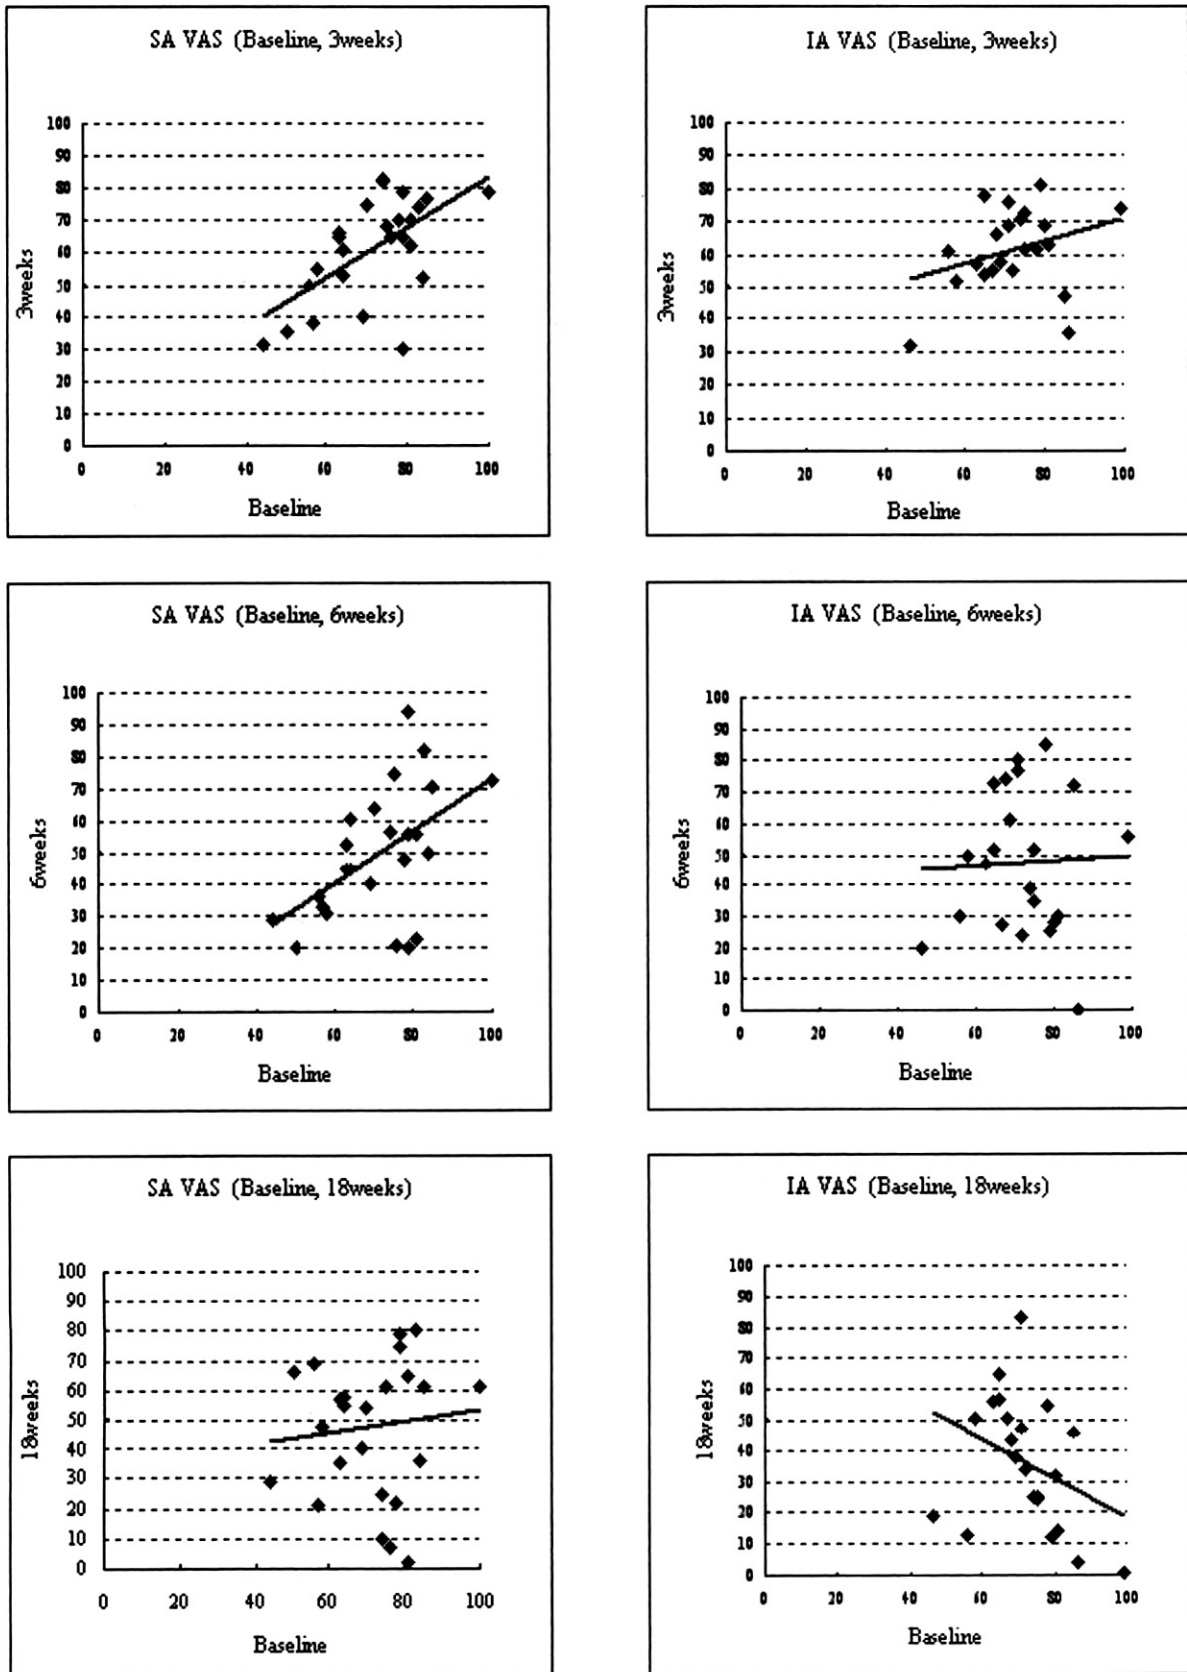 SA VAS (Baseline, 3weeks)
100
90
80
70
60
50
40
30
20
10
0
3weeks
0 20 40 60 80 100
Baseline
IA VAS (Baseline, 3weeks)
100
90
80
70
60
50
40
30
20
10
0
3weeks
0 20 40 60 80 100
Baseline
SA VAS (Baseline, 6weeks)
100
90
80
70
60
50
40
30
20
10
0
6weeks
0 20 40 60 80 100
Baseline
IA VAS (Baseline, 6weeks)
100
90
80
70
60
50
40
30
20
10
0
6weeks
0 20 40 60 80 100
Baseline
SA VAS (Baseline, 18weeks)
100
90
80
70
60
50
40
30
20
10
0
18weeks
0 20 40 60 80 100
Baseline
IA VAS (Baseline, 18weeks)
100
90
80
70
60
50
40
30
20
10
0
18weeks
0 20 40 60 80 100
Baseline